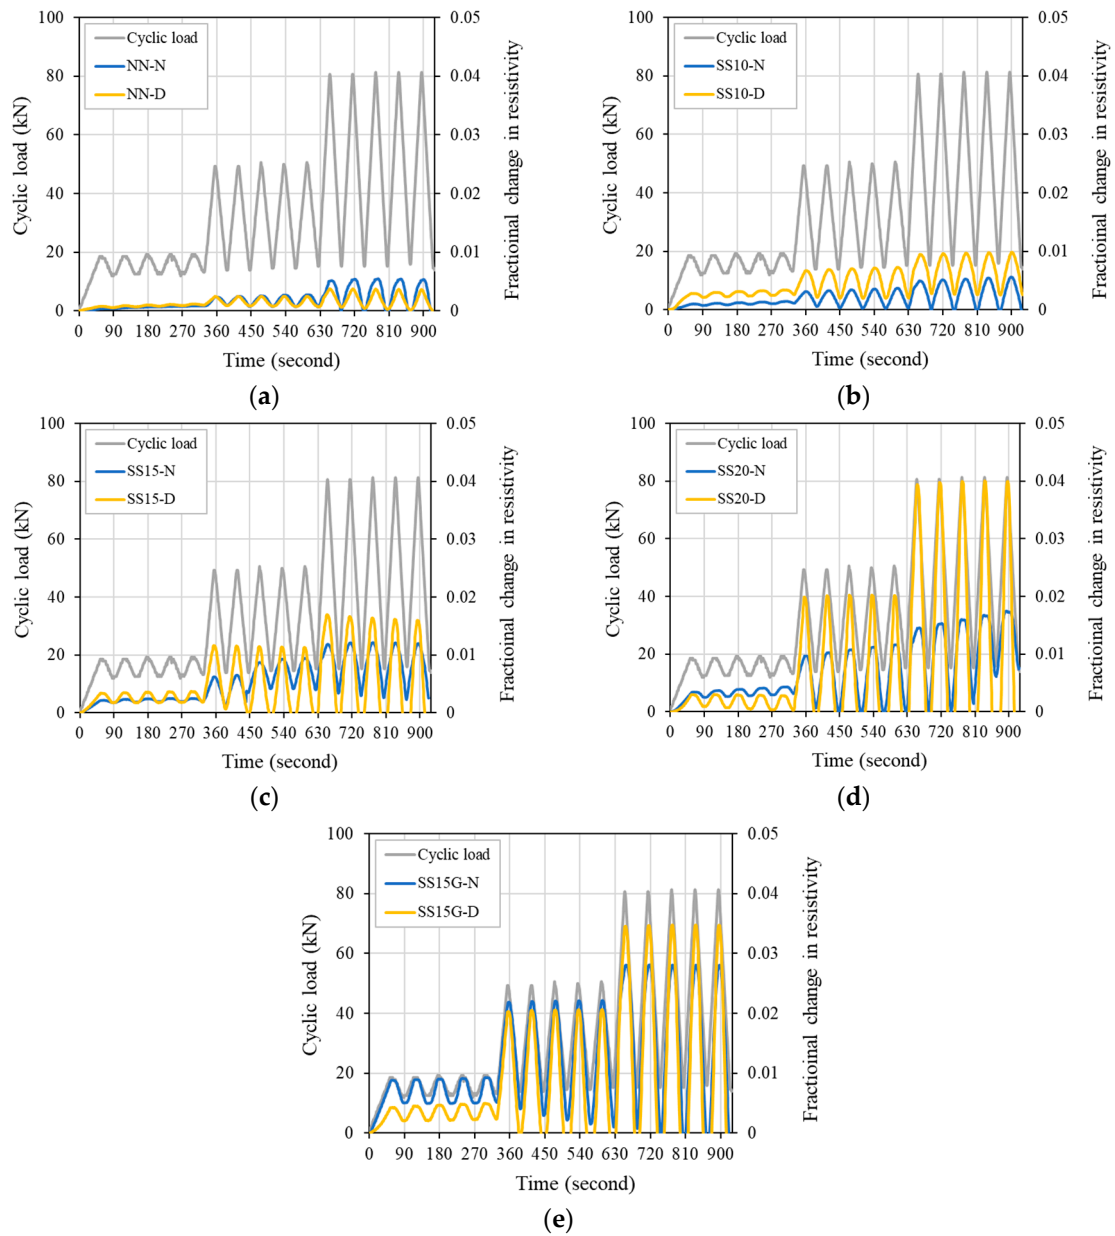 100
80
60
40
20
0
Cyclic load (kN)
Cyclic load
NN-N
NN-D
0.05
0.04
0.03
0.02
0.01
0
Fractioinal change in resistivity
0 90 180 270 360 450 540 630 720 810 900
Time (second)
(a)
100
80
60
40
20
0
Cyclic load (kN)
Cyclic load
SS10-N
SS10-D
0.05
0.04
0.03
0.02
0.01
0
Fractioinal change in resistivity
0 90 180 270 360 450 540 630 720 810 900
Time (second)
(b)
100
80
60
40
20
0
Cyclic load (kN)
Cyclic load
SS15-N
SS15-D
0.05
0.04
0.03
0.02
0.01
0
Fractioinal change in resistivity
0 90 180 270 360 450 540 630 720 810 900
Time (second)
(c)
100
80
60
40
20
0
Cyclic load (kN)
Cyclic load
SS20-N
SS20-D
0.05
0.04
0.03
0.02
0.01
0
Fractioinal change in resistivity
0 90 180 270 360 450 540 630 720 810 900
Time (second)
(d)
100
80
60
40
20
0
Cyclic load (kN)
Cyclic load
SS15G-N
SS15G-D
0.05
0.04
0.03
0.02
0.01
0
Fractioinal change in resistivity
0 90 180 270 360 450 540 630 720 810 900
Time (second)
(e)